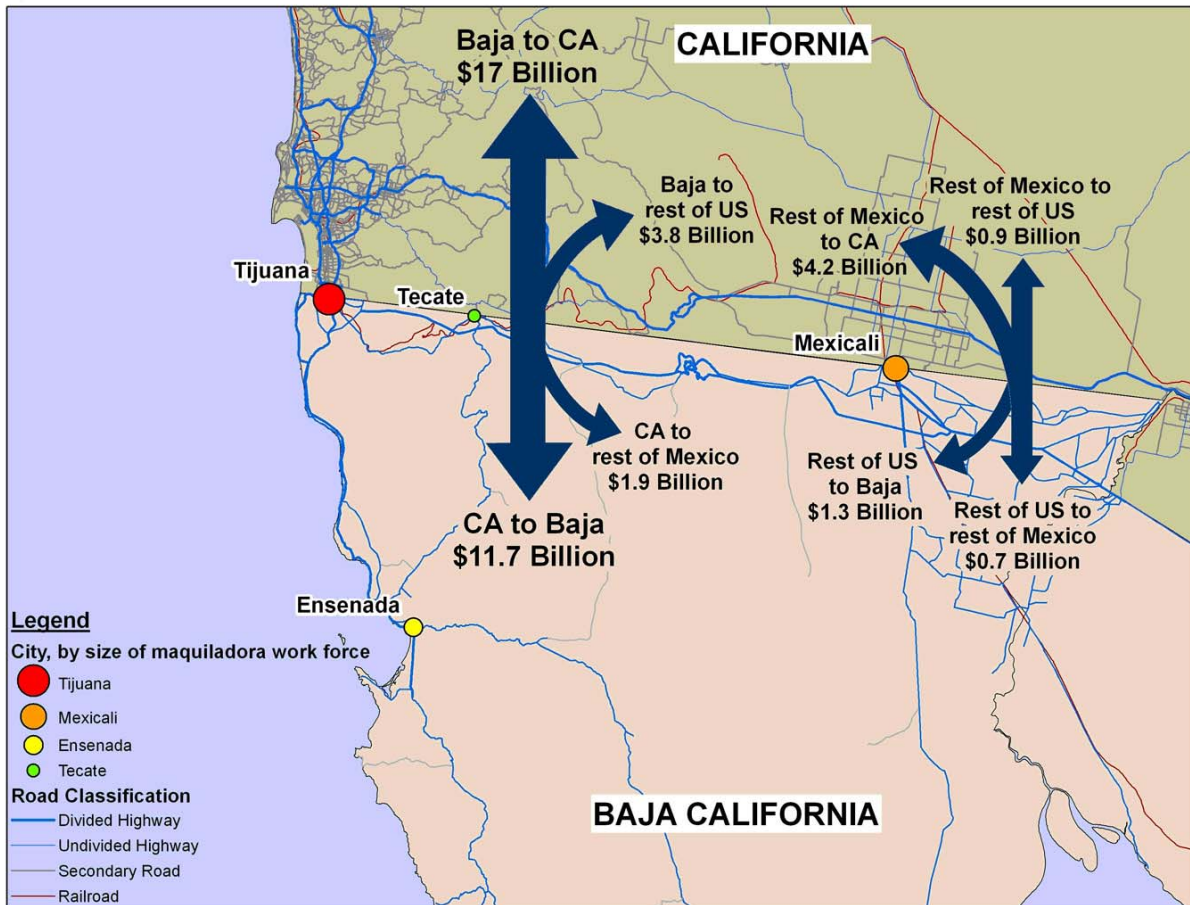 Baja to CA
$17 Billion
CALIFORNIA
Baja to
rest of US
$3.8 Billion
Rest of Mexico
to CA
$4.2 Billion
Rest of Mexico to
rest of US
$0.9 Billion
Tijuana
Tecate
Mexicali
CA to
rest of Mexico
$1.9 Billion
Rest of US
to Baja
$1.3 Billion
Rest of US to
rest of Mexico
$0.7 Billion
CA to Baja
$11.7 Billion
Ensenada
BAJA CALIFORNIA
Legend
City, by size of maquiladora work force
Tijuana
Mexicali
Ensenada
Tecate
Road Classification
Divided Highway
Undivided Highway
Secondary Road
Railroad